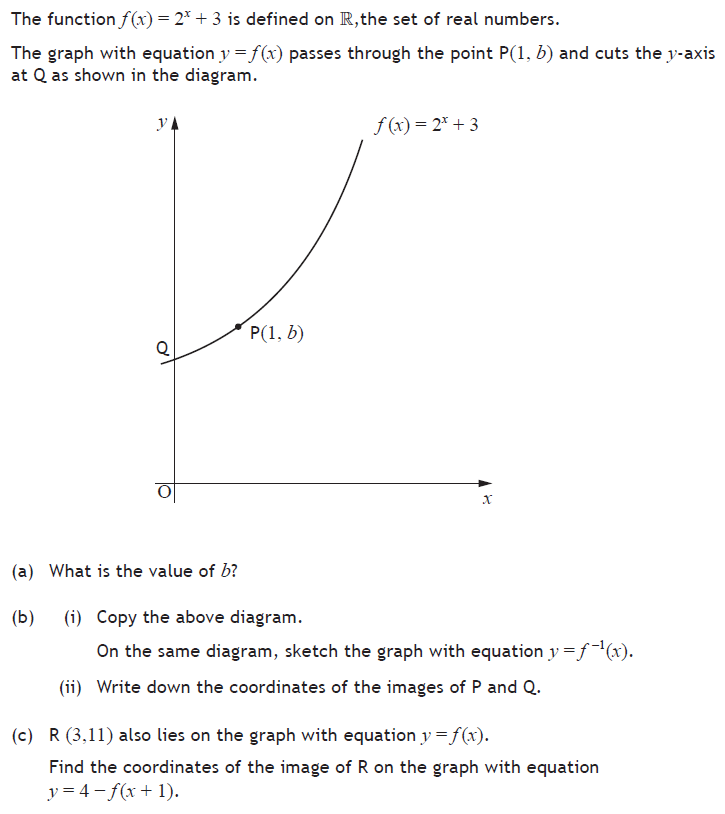 The function f(x) = 2ˣ + 3 is defined on ℝ,the set of real numbers.
The graph with equation y = f(x) passes through the point P(1, b) and cuts the y-axis
at Q as shown in the diagram.
y
f(x) = 2ˣ + 3
P(1, b)
Q
O
x
(a) What is the value of b?
(b) (i) Copy the above diagram.
On the same diagram, sketch the graph with equation y = f⁻¹(x).
(ii) Write down the coordinates of the images of P and Q.
(c) R (3,11) also lies on the graph with equation y = f(x).
Find the coordinates of the image of R on the graph with equation
y = 4 − f(x + 1).